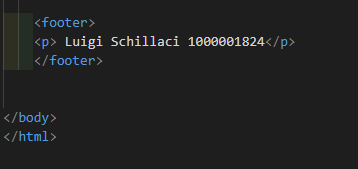 <footer>
<p> Luigi Schillaci 1000001824</p>
</footer>
</body>
</html>